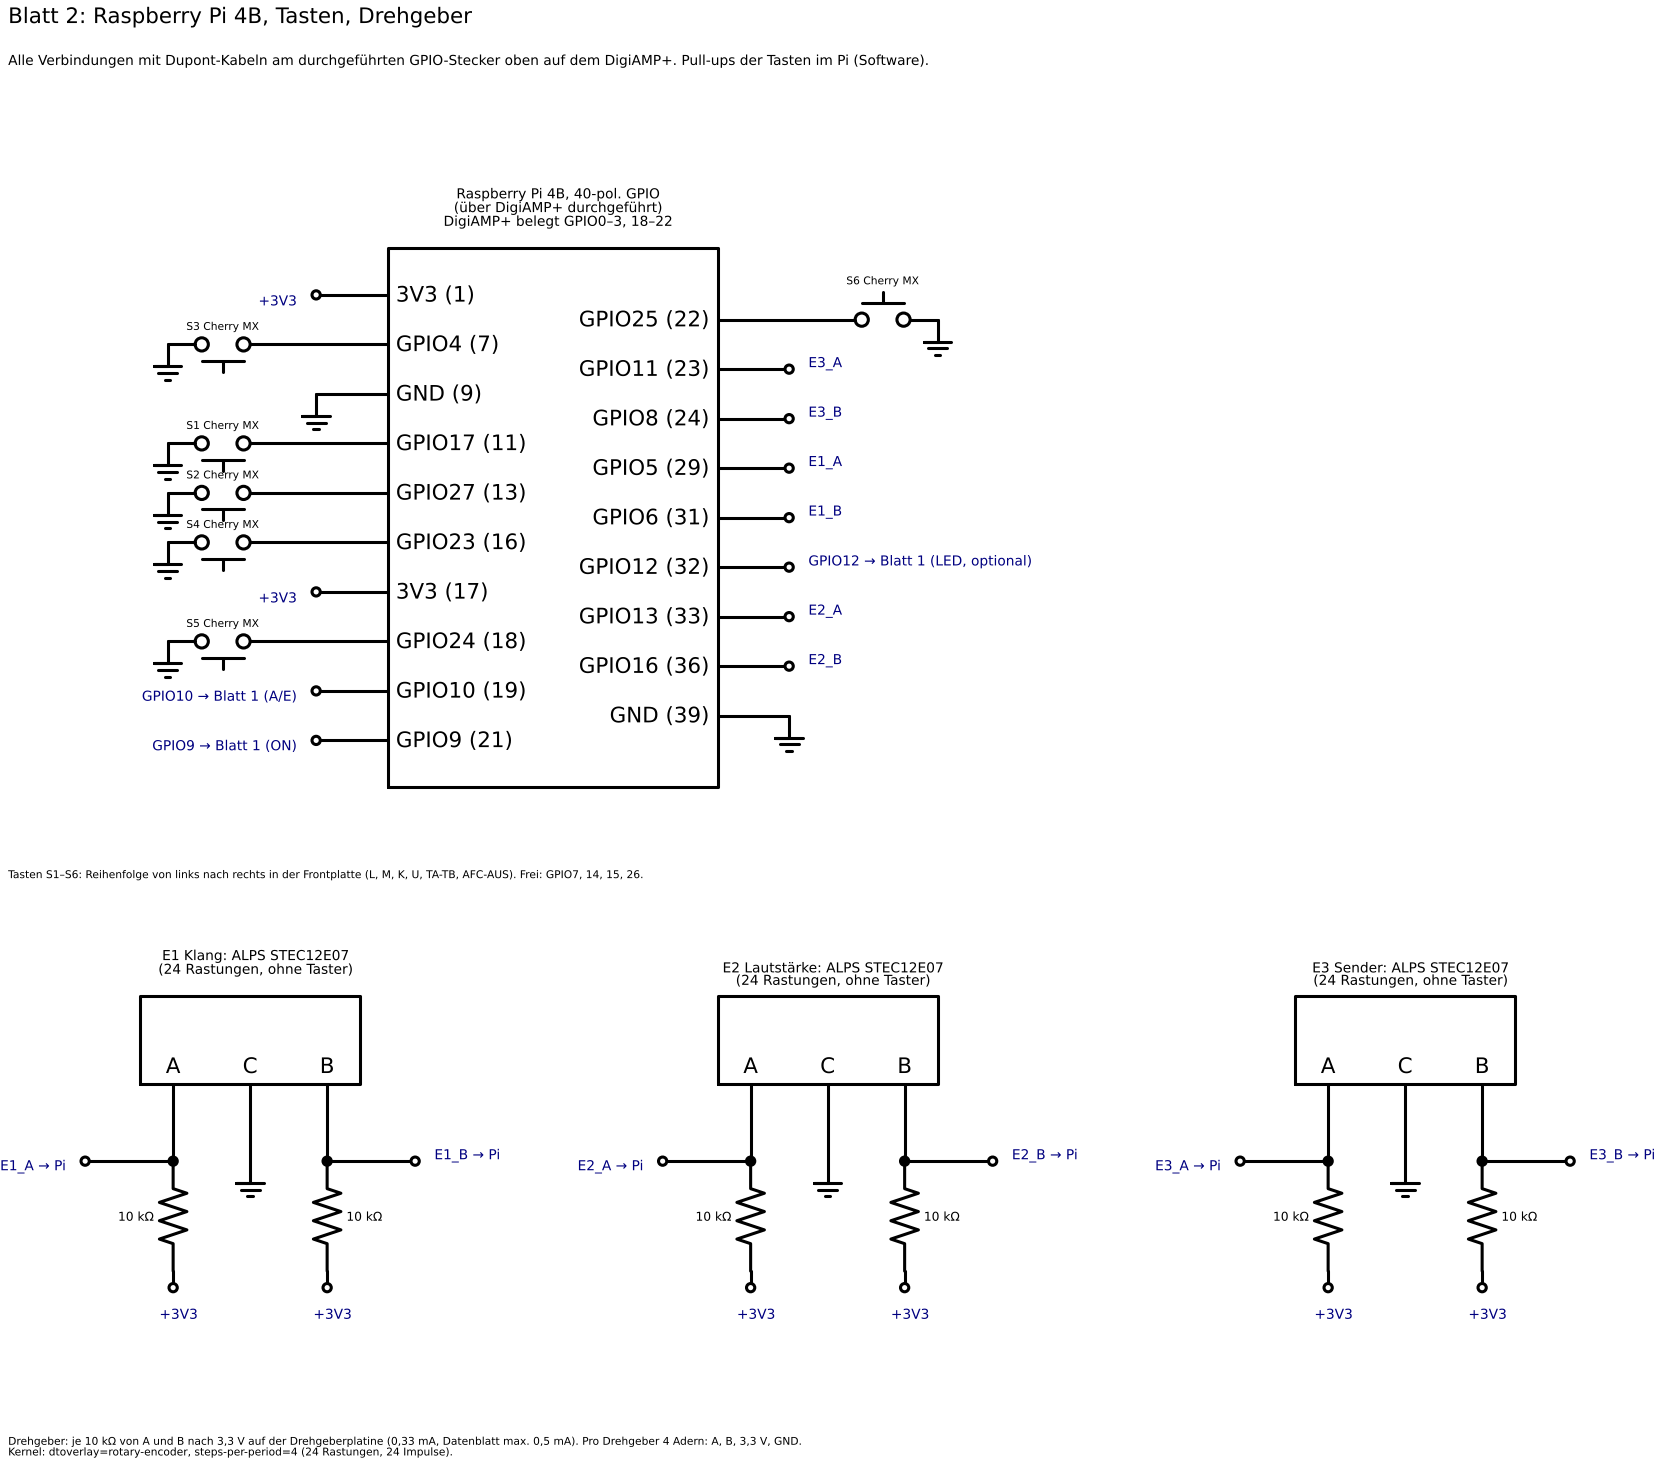 Blatt 2: Raspberry Pi 4B, Tasten, Drehgeber
Alle Verbindungen mit Dupont-Kabeln am durchgeführten GPIO-Stecker oben auf dem DigiAMP+. Pull-ups der Tasten im Pi (Software).
Raspberry Pi 4B, 40-pol. GPIO
(über DigiAMP+ durchgeführt)
DigiAMP+ belegt GPIO0–3, 18–22
+3V3
3V3 (1)
S3 Cherry MX
GPIO4 (7)
GND (9)
S1 Cherry MX
GPIO17 (11)
S2 Cherry MX
GPIO27 (13)
S4 Cherry MX
GPIO23 (16)
+3V3
3V3 (17)
S5 Cherry MX
GPIO24 (18)
GPIO10 → Blatt 1 (A/E)
GPIO10 (19)
GPIO9 → Blatt 1 (ON)
GPIO9 (21)
S6 Cherry MX
GPIO25 (22)
GPIO11 (23)
E3_A
GPIO8 (24)
E3_B
GPIO5 (29)
E1_A
GPIO6 (31)
E1_B
GPIO12 (32)
GPIO12 → Blatt 1 (LED, optional)
GPIO13 (33)
E2_A
GPIO16 (36)
E2_B
GND (39)
Tasten S1–S6: Reihenfolge von links nach rechts in der Frontplatte (L, M, K, U, TA-TB, AFC-AUS). Frei: GPIO7, 14, 15, 26.
E1 Klang: ALPS STEC12E07
(24 Rastungen, ohne Taster)
A
C
B
E1_A → Pi
E1_B → Pi
10 kΩ
10 kΩ
+3V3
+3V3
E2 Lautstärke: ALPS STEC12E07
(24 Rastungen, ohne Taster)
A
C
B
E2_A → Pi
E2_B → Pi
10 kΩ
10 kΩ
+3V3
+3V3
E3 Sender: ALPS STEC12E07
(24 Rastungen, ohne Taster)
A
C
B
E3_A → Pi
E3_B → Pi
10 kΩ
10 kΩ
+3V3
+3V3
Drehgeber: je 10 kΩ von A und B nach 3,3 V auf der Drehgeberplatine (0,33 mA, Datenblatt max. 0,5 mA). Pro Drehgeber 4 Adern: A, B, 3,3 V, GND.
Kernel: dtoverlay=rotary-encoder, steps-per-period=4 (24 Rastungen, 24 Impulse).